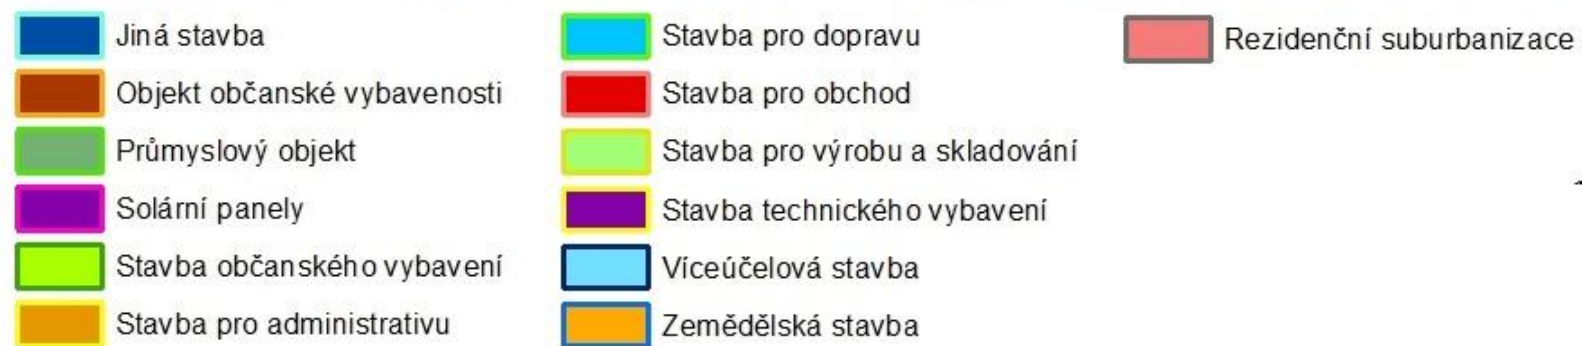 Jiná stavba
Objekt občanské vybavenosti
Průmyslový objekt
Solární panely
Stavba občanského vybavení
Stavba pro administrativu
Stavba pro dopravu
Stavba pro obchod
Stavba pro výrobu a skladování
Stavba technického vybavení
Víceúčelová stavba
Zemědělská stavba
Rezidenční suburbanizace